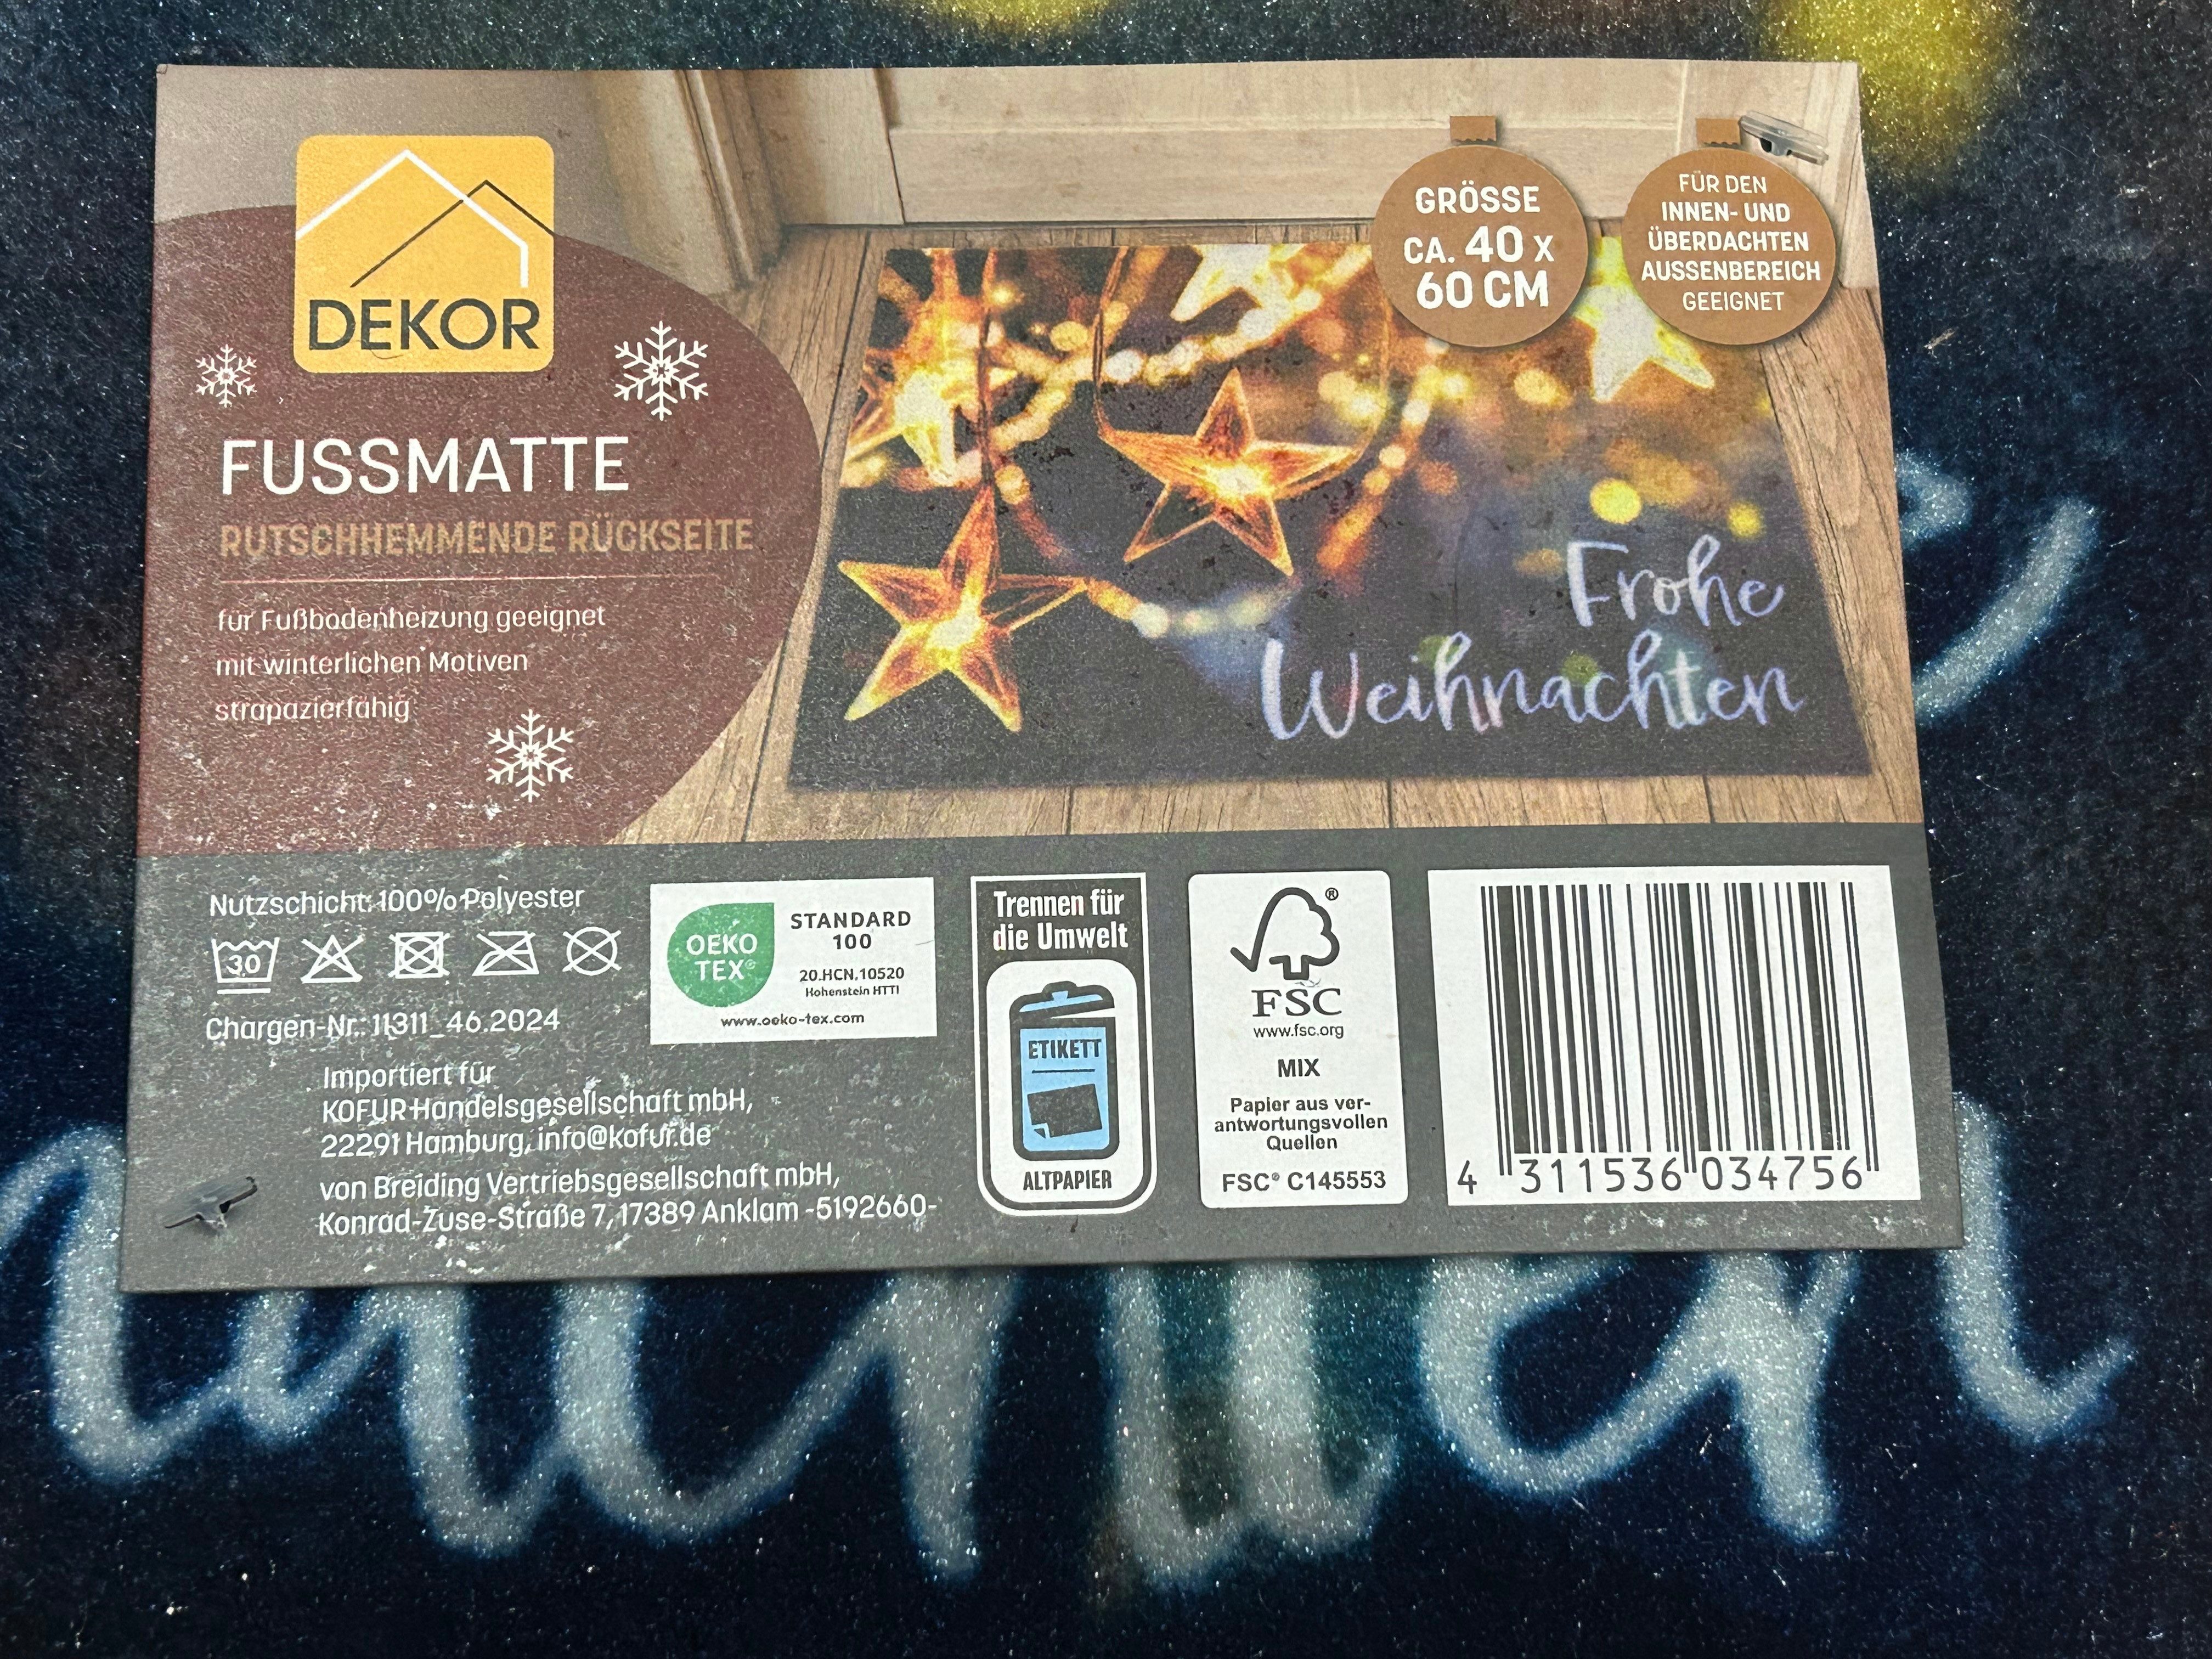 DEKOR
FUSSMATTE
RUTSCHHEMMENDE RÜCKSEITE
für Fußbodenheizung geeignet
mit winterlichen Motiven
strapazierfähig
GRÖSSE
CA. 40 X
60 CM
FÜR DEN
INNEN- UND
ÜBERDACHTEN
AUSSENBEREICH
GEEIGNET
Frohe
Weihnachten
Nutzschicht: 100% Polyester
30
Chargen-Nr.: 11311_46.2024
Importiert für
KOFUR Handelsgesellschaft mbH,
22291 Hamburg, info@kofur.de
von Breiding Vertriebsgesellschaft mbH,
Konrad-Zuse-Straße 7, 17389 Anklam -5192660-
OEKO
TEX®
STANDARD
100
20.HCN.10520
Hohenstein HTTI
www.oeko-tex.com
Trennen für
die Umwelt
ETIKETT
ALTPAPIER
®
FSC
www.fsc.org
MIX
Papier aus ver-
antwortungsvollen
Quellen
FSC® C145553
4 311536 034756